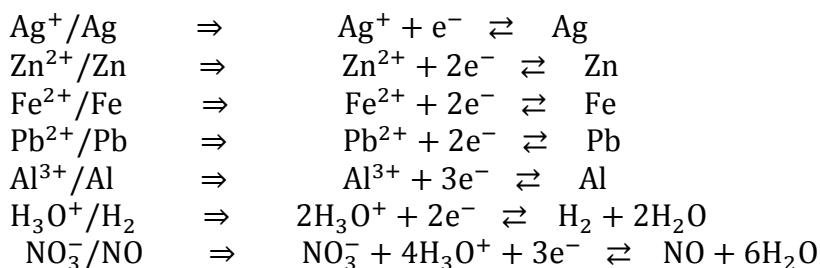 Ag⁺/Ag ⇒ Ag⁺ + e⁻ ⇄ Ag
Zn²⁺/Zn ⇒ Zn²⁺ + 2e⁻ ⇄ Zn
Fe²⁺/Fe ⇒ Fe²⁺ + 2e⁻ ⇄ Fe
Pb²⁺/Pb ⇒ Pb²⁺ + 2e⁻ ⇄ Pb
Al³⁺/Al ⇒ Al³⁺ + 3e⁻ ⇄ Al
H₃O⁺/H₂ ⇒ 2H₃O⁺ + 2e⁻ ⇄ H₂ + 2H₂O
NO₃⁻/NO ⇒ NO₃⁻ + 4H₃O⁺ + 3e⁻ ⇄ NO + 6H₂O